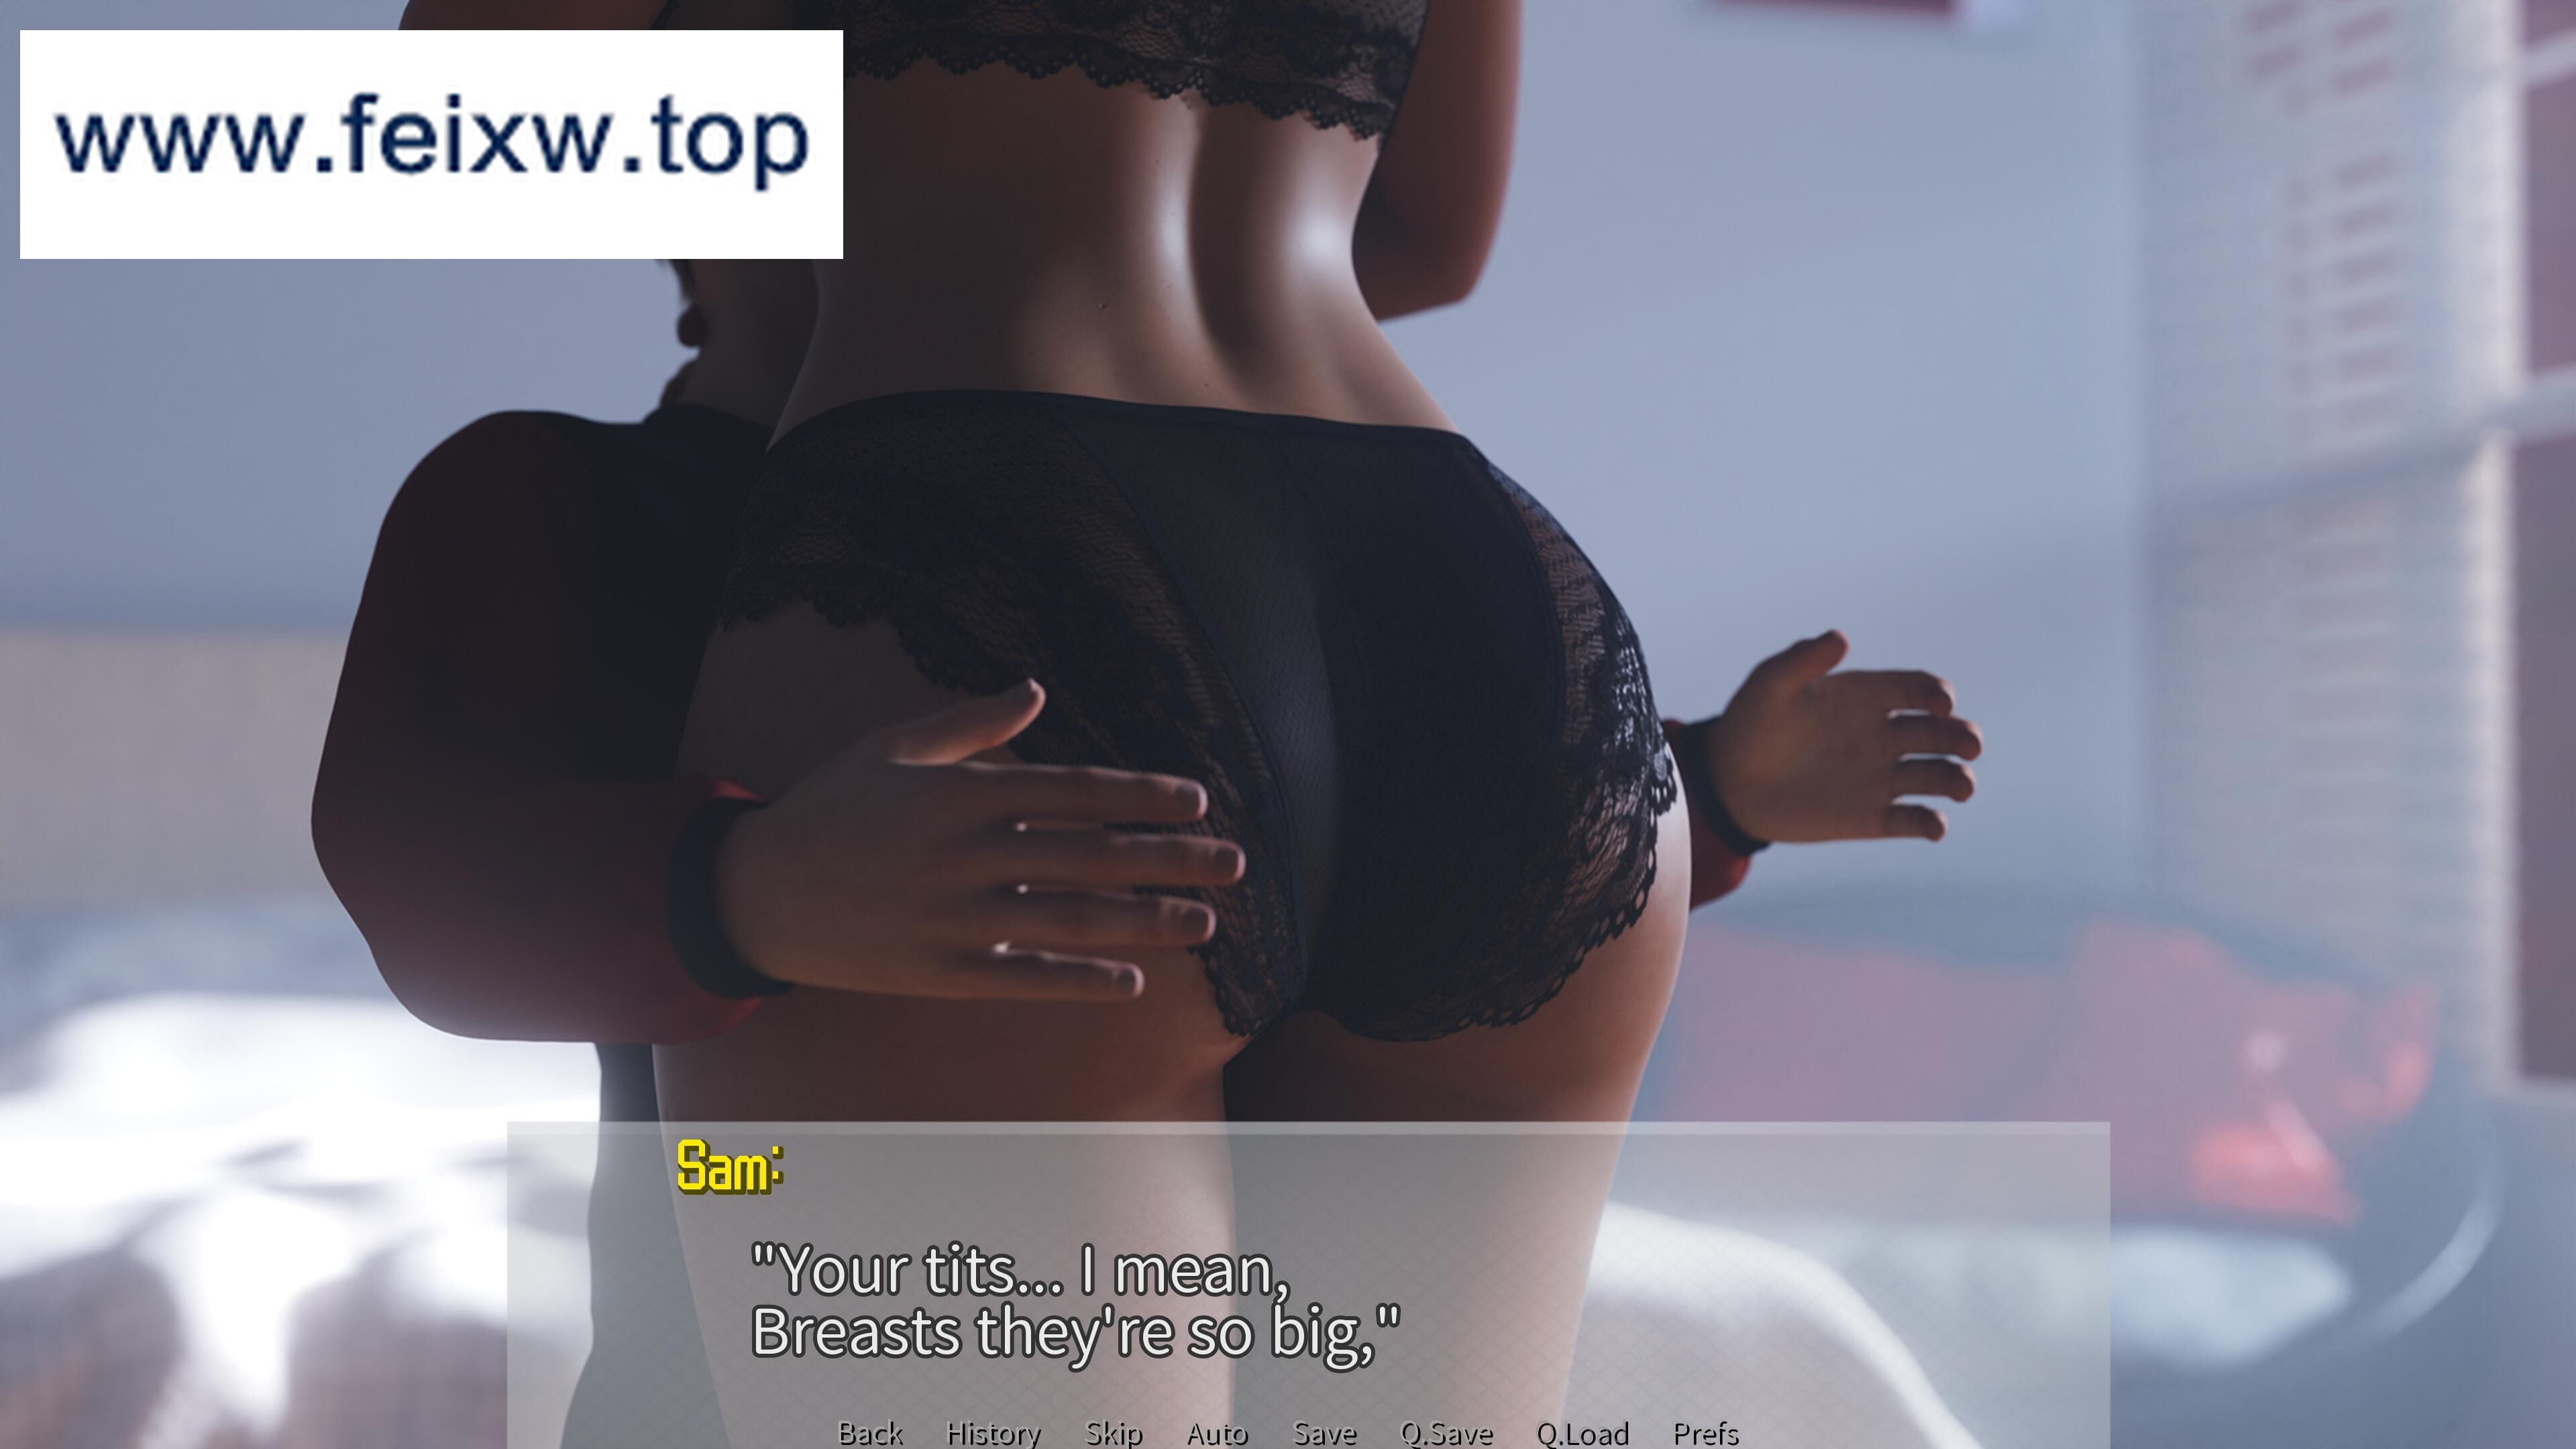 www.feixw.top
Sam:
"Your tits... I mean,
Breasts they're so big,"
Back History Skip Auto Save Q.Save Q.Load Prefs